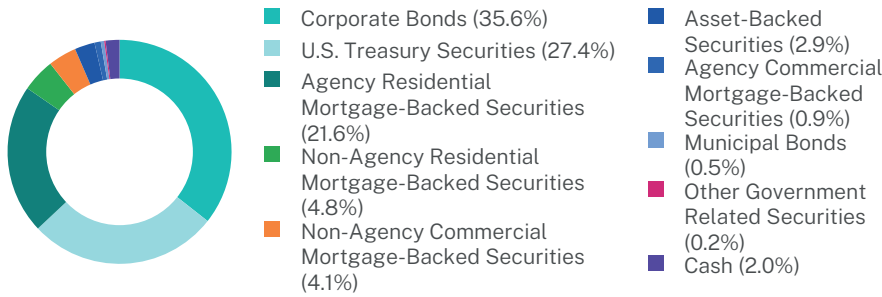 Corporate Bonds (35.6%)
U.S. Treasury Securities (27.4%)
Agency Residential
Mortgage-Backed Securities
(21.6%)
Non-Agency Residential
Mortgage-Backed Securities
(4.8%)
Non-Agency Commercial
Mortgage-Backed Securities
(4.1%)
Asset-Backed
Securities (2.9%)
Agency Commercial
Mortgage-Backed
Securities (0.9%)
Municipal Bonds
(0.5%)
Other Government
Related Securities
(0.2%)
Cash (2.0%)